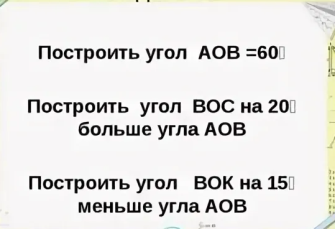 Построить угол АОВ =60▯
Построить угол ВОС на 20▯
больше угла АОВ
Построить угол ВОК на 15▯
меньше угла АОВ